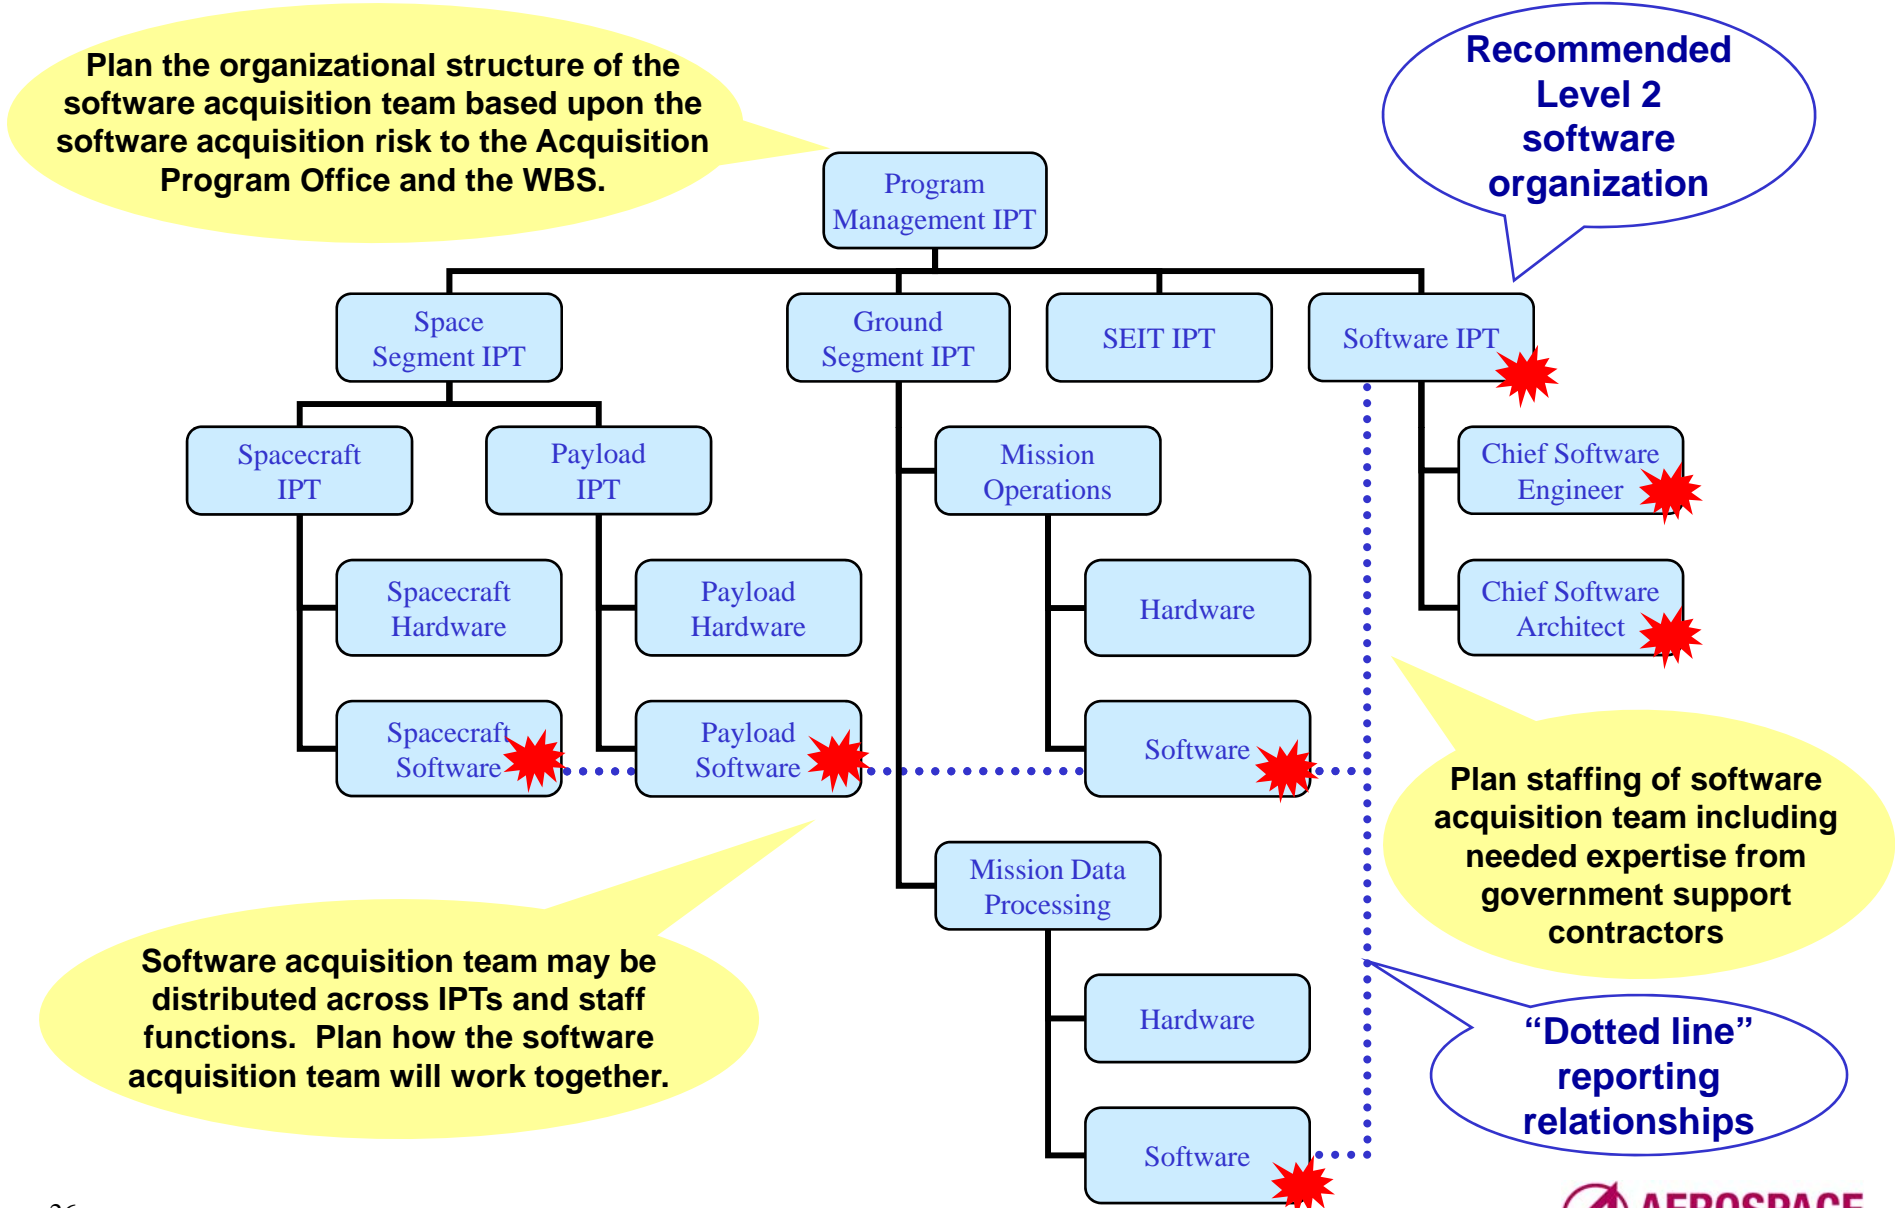 Plan the organizational structure of the
software acquisition team based upon the
software acquisition risk to the Acquisition
Program Office and the WBS.
Recommended
Level 2
software
organization
Program
Management IPT
Space
Segment IPT
Ground
Segment IPT
SEIT IPT
Software IPT
Spacecraft
IPT
Payload
IPT
Mission
Operations
Chief Software
Engineer
Spacecraft
Hardware
Payload
Hardware
Hardware
Chief Software
Architect
Spacecraft
Software
Payload
Software
Software
Plan staffing of software
acquisition team including
needed expertise from
government support
contractors
Mission Data
Processing
Software acquisition team may be
distributed across IPTs and staff
functions.  Plan how the software
acquisition team will work together.
Hardware
“Dotted line”
reporting
relationships
Software
AEROSPACE